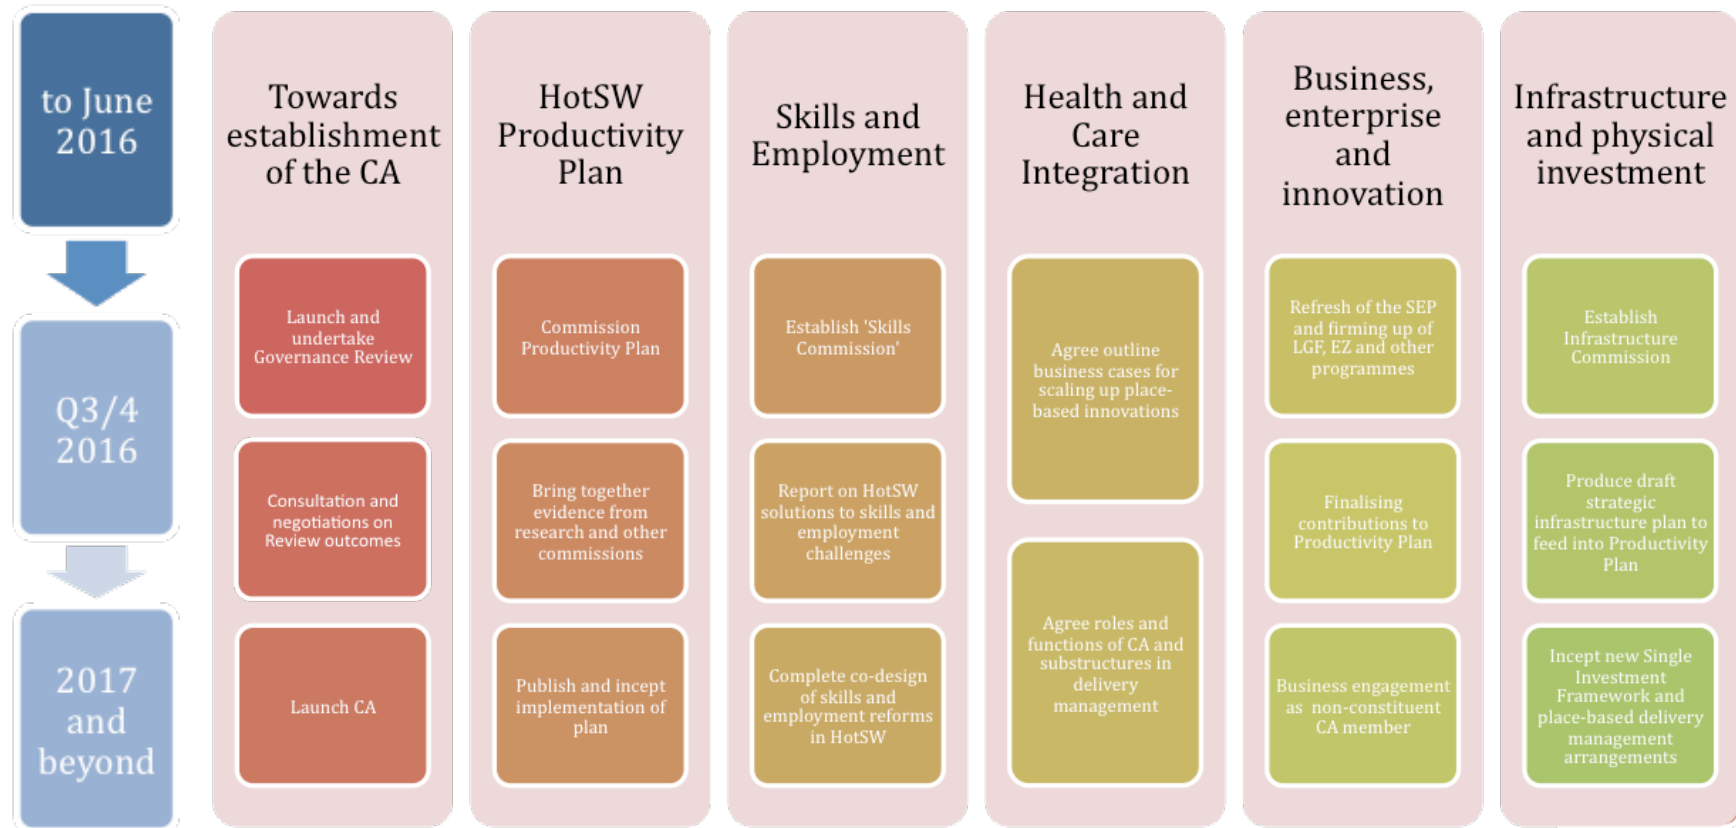 to June
2016
Q3/4
2016
2017
and
beyond
Towards
establishment
of the CA
Launch and
undertake
Governance Review
Consultation and
negotiations on
Review outcomes
Launch CA
HotSW
Productivity
Plan
Commission
Productivity Plan
Bring together
evidence from
research and other
commissions
Publish and incept
implementation of
plan
Skills and
Employment
Establish 'Skills
Commission'
Report on HotSW
solutions to skills and
employment
challenges
Complete co-design
of skills and
employment reforms
in HotSW
Health and
Care
Integration
Agree outline
business cases for
scaling up place-
based innovations
Agree roles and
functions of CA and
substructures in
delivery
management
Business,
enterprise
and
innovation
Refresh of the SEP
and firming up of
LGF, EZ and other
programmes
Finalising
contributions to
Productivity Plan
Business engagement
as non-constituent
CA member
Infrastructure
and physical
investment
Establish
Infrastructure
Commission
Produce draft
strategic
infrastructure plan to
feed into Productivity
Plan
Incept new Single
Investment
Framework and
place-based delivery
management
arrangements